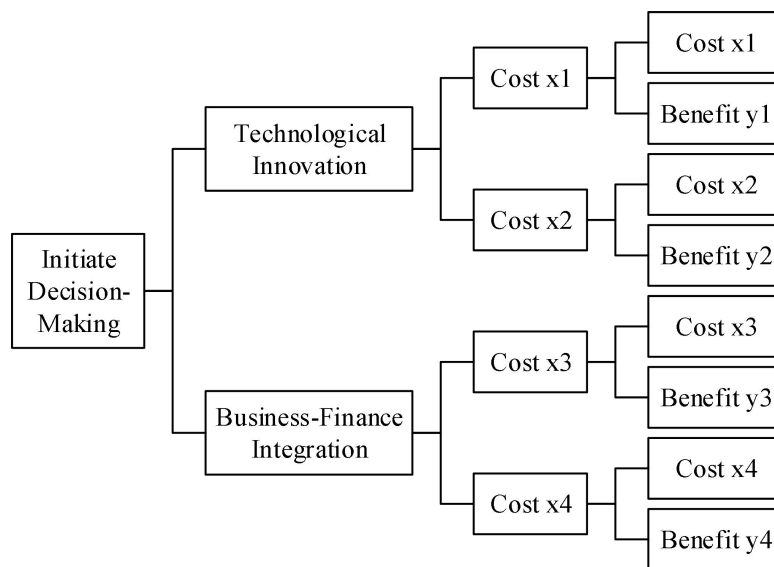 Initiate
Decision-
Making
Technological
Innovation
Business-Finance
Integration
Cost x1
Cost x2
Cost x3
Cost x4
Cost x1
Benefit y1
Cost x2
Benefit y2
Cost x3
Benefit y3
Cost x4
Benefit y4